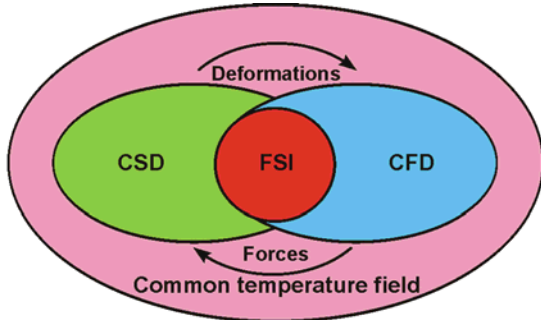 Deformations
CSD FSI CFD
Forces
Common temperature field